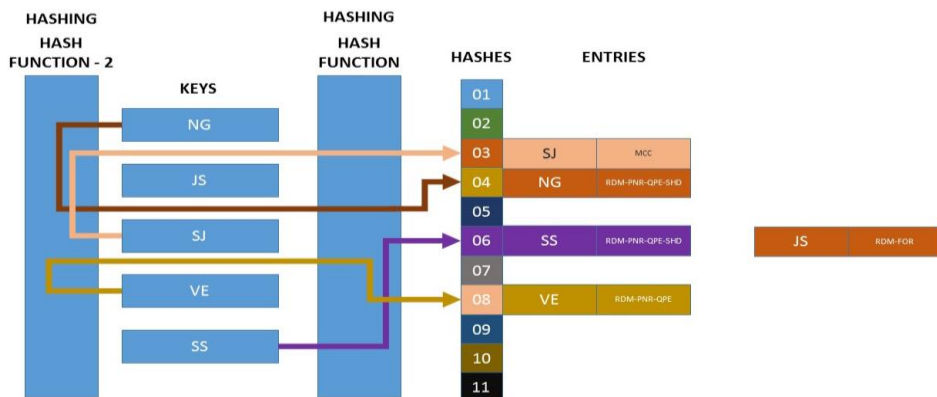 HASHING
HASH
FUNCTION - 2
HASHING
HASH
FUNCTION
KEYS
HASHES
ENTRIES
NG
JS
SJ
VE
SS
01
02
03 SJ MCC
04 NG RDM-PNR-QPE-SHD
05
06 SS RDM-PNR-QPE-SHD JS RDM-FOR
07
08 VE RDM-PNR-QPE
09
10
11